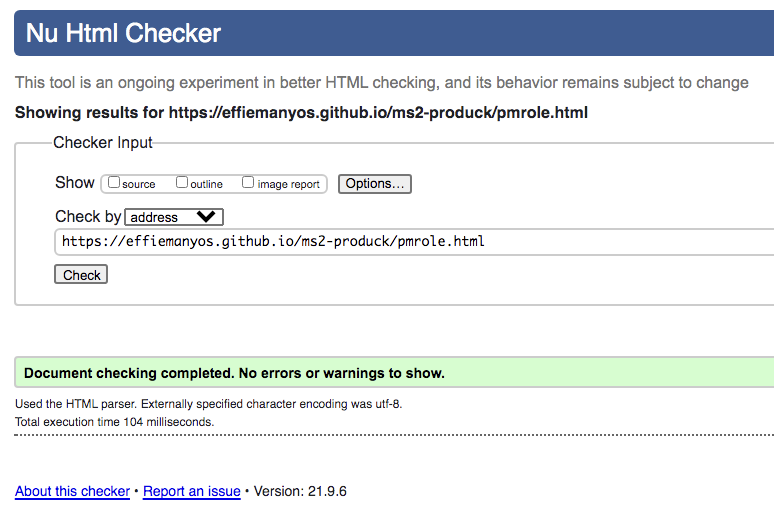 Nu Html Checker
This tool is an ongoing experiment in better HTML checking, and its behavior remains subject to change
Showing results for https://effiemanyos.github.io/ms2-produck/pmrole.html
Checker Input
Show source outline image report Options...
Check by address
https://effiemanyos.github.io/ms2-produck/pmrole.html
Check
Document checking completed. No errors or warnings to show.
Used the HTML parser. Externally specified character encoding was utf-8.
Total execution time 104 milliseconds.
About this checker • Report an issue • Version: 21.9.6